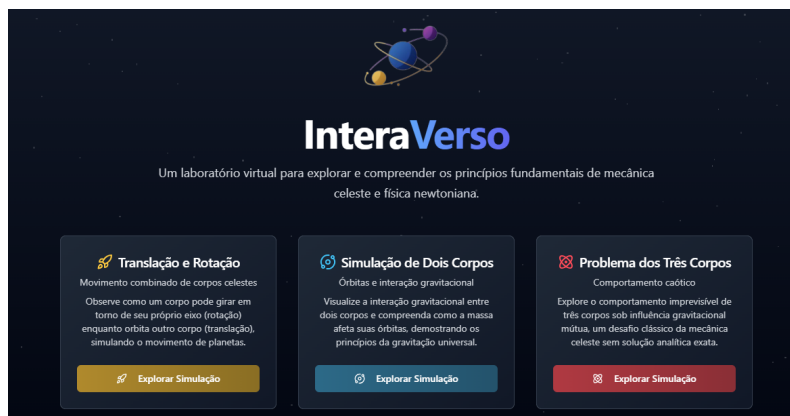 InteraVerso
Um laboratório virtual para explorar e compreender os princípios fundamentais de mecânica
celeste e física newtoniana.
Translação e Rotação
Movimento combinado de corpos celestes
Observe como um corpo pode girar em
torno de seu próprio eixo (rotação)
enquanto orbita outro corpo (translação),
simulando o movimento de planetas.
Explorar Simulação
Simulação de Dois Corpos
Órbitas e interação gravitacional
Visualize a interação gravitacional entre
dois corpos e compreenda como a massa
afeta suas órbitas, demostrando os
princípios da gravitação universal.
Explorar Simulação
Problema dos Três Corpos
Comportamento caótico
Explore o comportamento imprevisível de
três corpos sob influência gravitacional
mútua, um desafio clássico da mecânica
celeste sem solução analítica exata.
Explorar Simulação